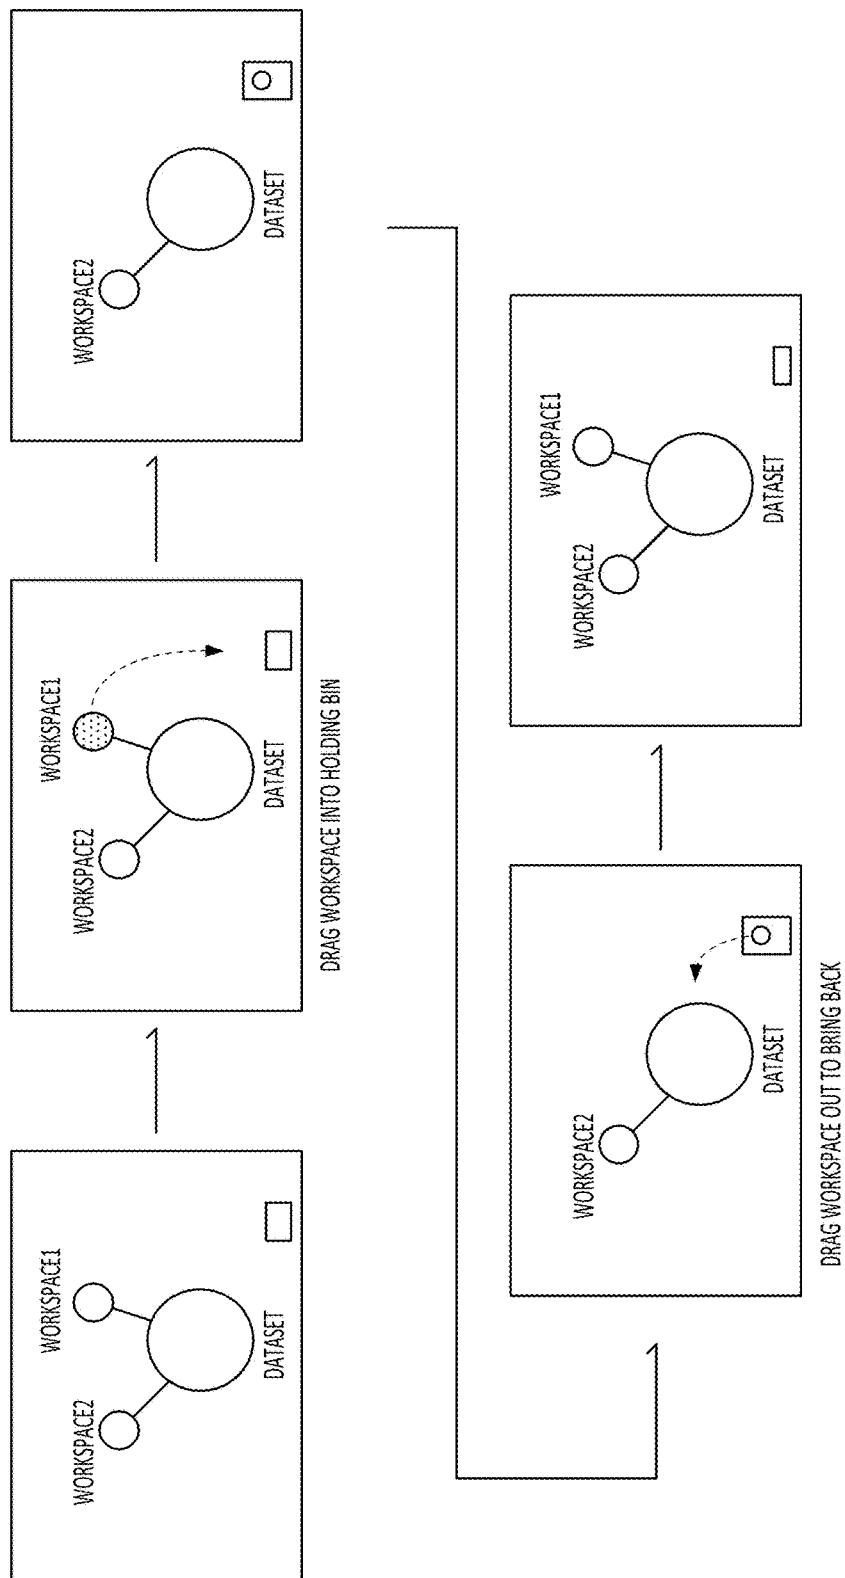 WORKSPACE1
WORKSPACE2
DATASET
WORKSPACE1
WORKSPACE2
DATASET
DRAG WORKSPACE INTO HOLDING BIN
WORKSPACE2
DATASET
WORKSPACE2
DATASET
DRAG WORKSPACE OUT TO BRING BACK
WORKSPACE1
WORKSPACE2
DATASET